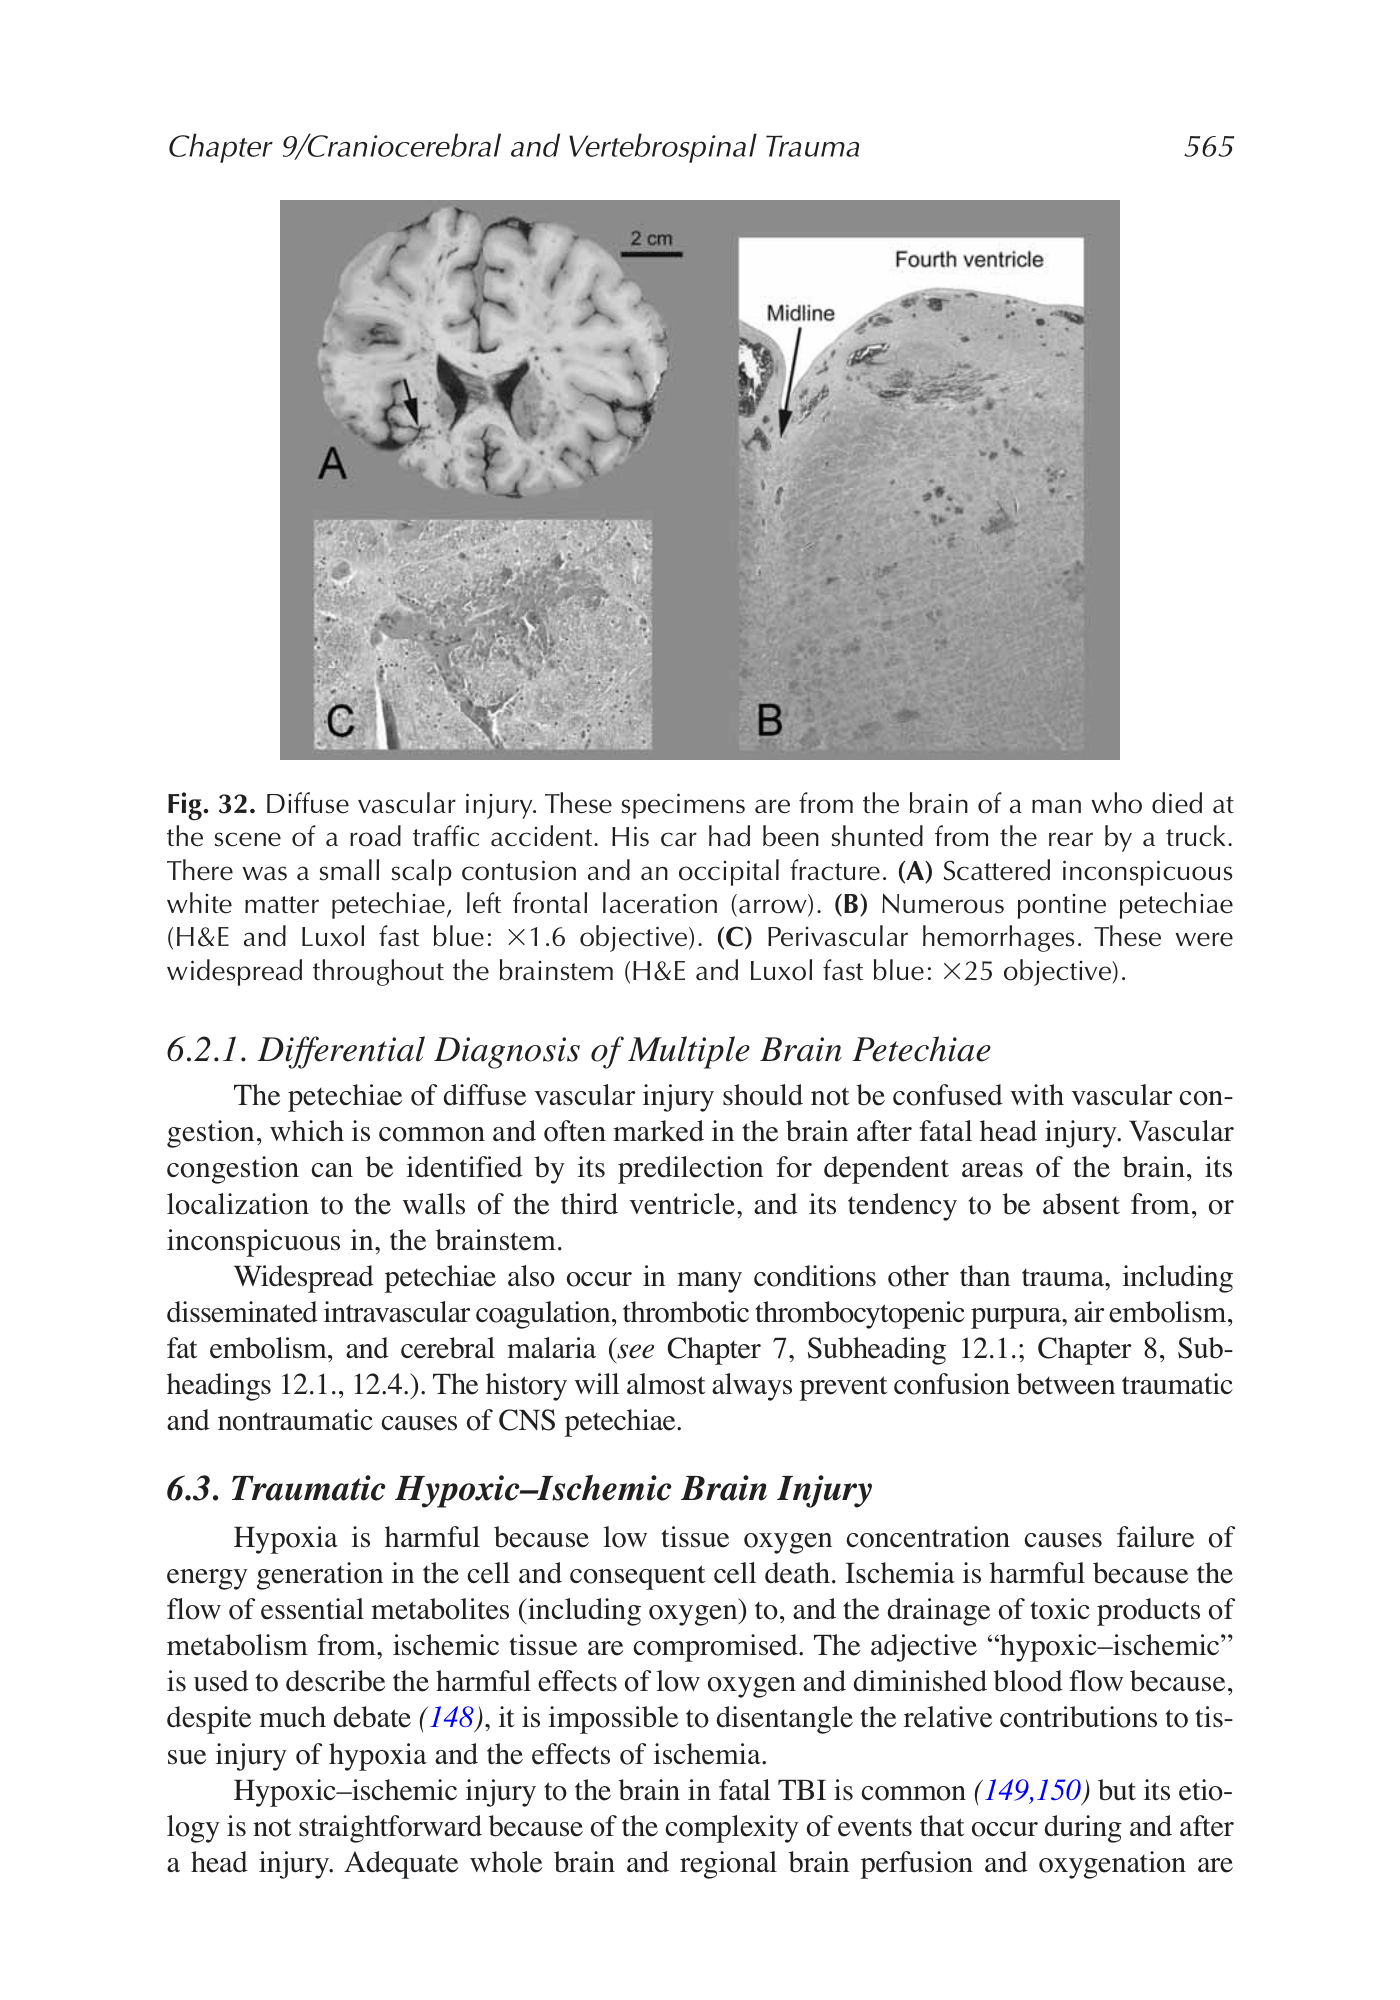 Chapter 9/Craniocerebral and Vertebrospinal Trauma 565
2 cm
Fourth ventricle
Midline
A
C
B
Fig. 32. Diffuse vascular injury. These specimens are from the brain of a man who died at
the scene of a road traffic accident. His car had been shunted from the rear by a truck.
There was a small scalp contusion and an occipital fracture. (A) Scattered inconspicuous
white matter petechiae, left frontal laceration (arrow). (B) Numerous pontine petechiae
(H&E and Luxol fast blue: ×1.6 objective). (C) Perivascular hemorrhages. These were
widespread throughout the brainstem (H&E and Luxol fast blue: ×25 objective).
6.2.1. Differential Diagnosis of Multiple Brain Petechiae
The petechiae of diffuse vascular injury should not be confused with vascular con-
gestion, which is common and often marked in the brain after fatal head injury. Vascular
congestion can be identified by its predilection for dependent areas of the brain, its
localization to the walls of the third ventricle, and its tendency to be absent from, or
inconspicuous in, the brainstem.
Widespread petechiae also occur in many conditions other than trauma, including
disseminated intravascular coagulation, thrombotic thrombocytopenic purpura, air embolism,
fat embolism, and cerebral malaria (see Chapter 7, Subheading 12.1.; Chapter 8, Sub-
headings 12.1., 12.4.). The history will almost always prevent confusion between traumatic
and nontraumatic causes of CNS petechiae.
6.3. Traumatic Hypoxic–Ischemic Brain Injury
Hypoxia is harmful because low tissue oxygen concentration causes failure of
energy generation in the cell and consequent cell death. Ischemia is harmful because the
flow of essential metabolites (including oxygen) to, and the drainage of toxic products of
metabolism from, ischemic tissue are compromised. The adjective “hypoxic–ischemic”
is used to describe the harmful effects of low oxygen and diminished blood flow because,
despite much debate (148), it is impossible to disentangle the relative contributions to tis-
sue injury of hypoxia and the effects of ischemia.
Hypoxic–ischemic injury to the brain in fatal TBI is common (149,150) but its etio-
logy is not straightforward because of the complexity of events that occur during and after
a head injury. Adequate whole brain and regional brain perfusion and oxygenation are